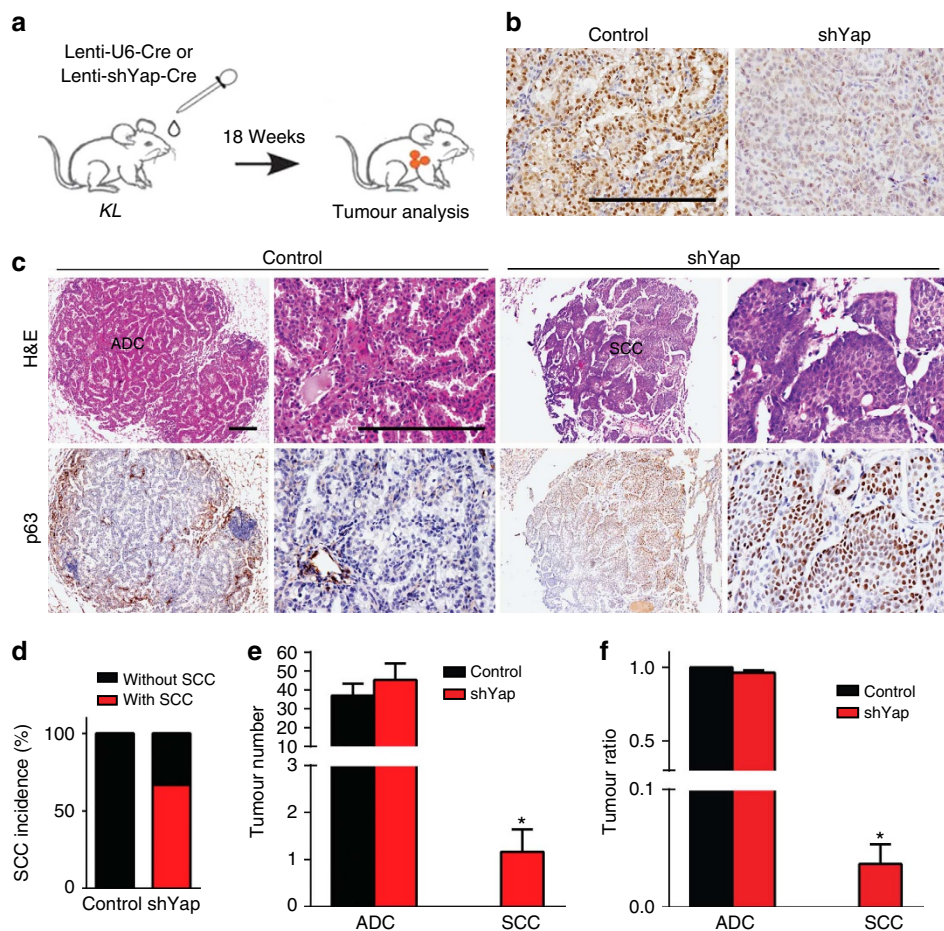 a
Lenti-U6-Cre or
Lenti-shYap-Cre
18 Weeks
KL
Tumour analysis
b
Control
shYap
c
Control
shYap
H&E
ADC
SCC
p63
d
Without SCC
With SCC
SCC incidence (%)
100
50
0
Control shYap
e
Tumour number
60
50
40
30
20
10
3
2
1
0
Control
shYap
*
ADC
SCC
f
Tumour ratio
1.0
0.5
0.1
0.0
Control
shYap
*
ADC
SCC